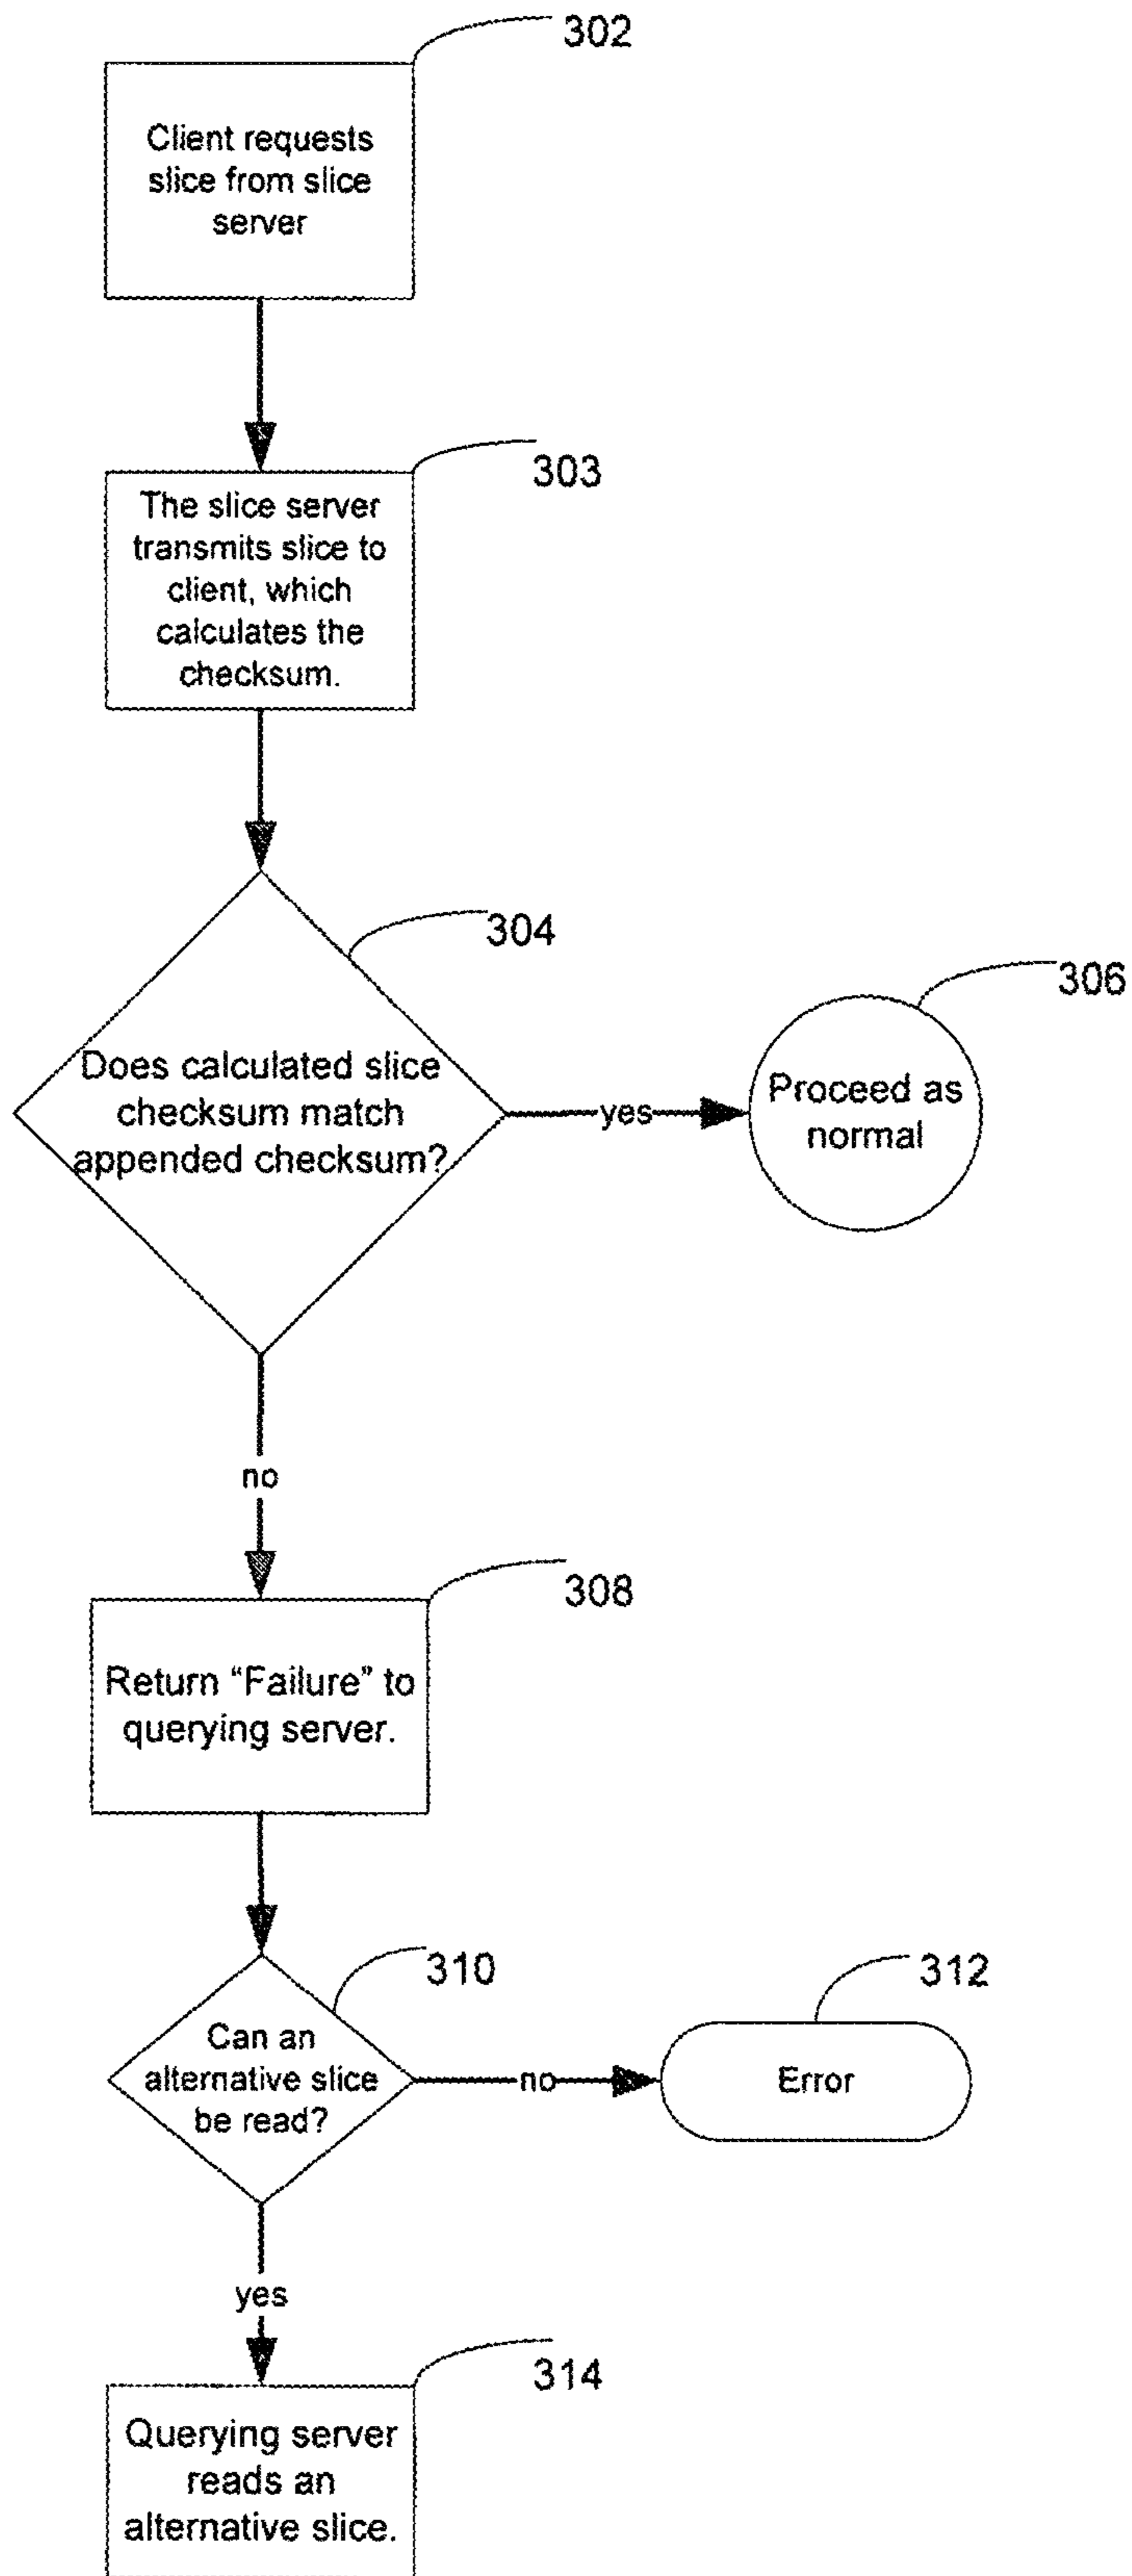 302
Client requests
slice from slice
server
303
The slice server
transmits slice to
client, which
calculates the
checksum.
304
306
Does calculated slice
checksum match
appended checksum?
yes
Proceed as
normal
no
308
Return “Failure” to
querying server.
310
312
Can an
alternative slice
be read?
no
Error
yes
314
Querying server
reads an
alternative slice.